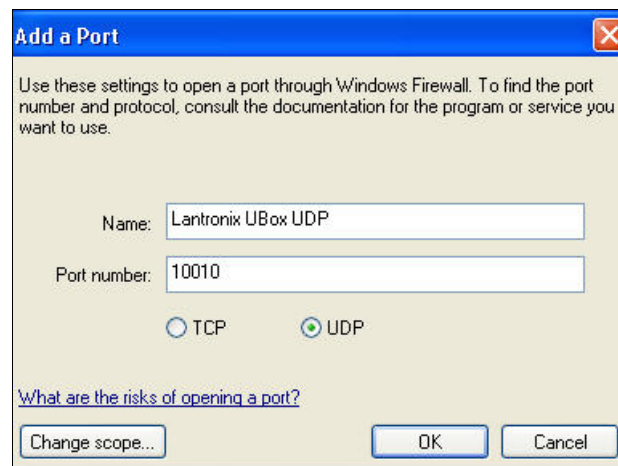 Add a Port
Use these settings to open a port through Windows Firewall. To find the port
number and protocol, consult the documentation for the program or service you
want to use.
Name: Lantronix UBox UDP
Port number: 10010
TCP UDP
What are the risks of opening a port?
Change scope... OK Cancel